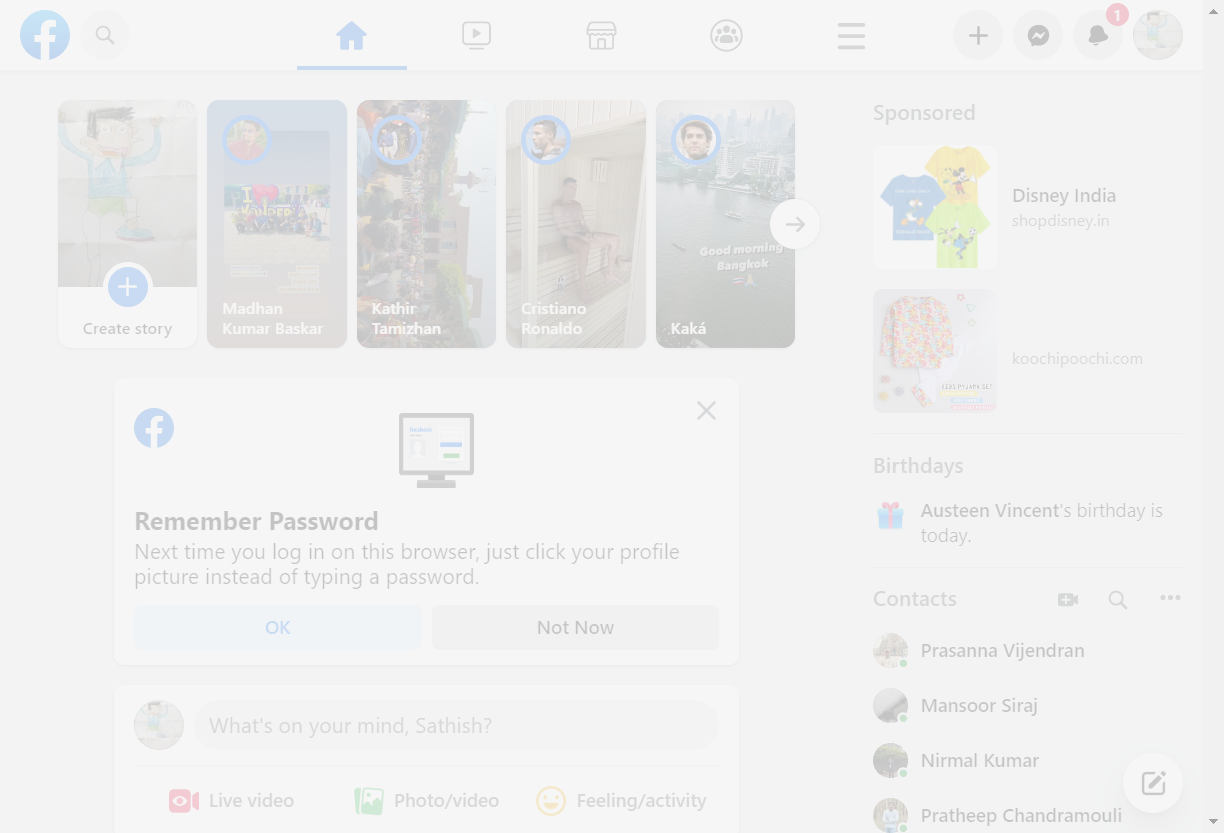 1
Create story
Madhan
Kumar Baskar
Kathir
Tamizhan
Cristiano
Ronaldo
Good morning
Bangkok
Kaká
Sponsored
Disney India
shopdisney.in
KIDS PYJAMA SET
koochipoochi.com
Birthdays
Austeen Vincent's birthday is
today.
Contacts
Prasanna Vijendran
Mansoor Siraj
Nirmal Kumar
Pratheep Chandramouli
Remember Password
Next time you log in on this browser, just click your profile
picture instead of typing a password.
OK
Not Now
What's on your mind, Sathish?
Live video
Photo/video
Feeling/activity